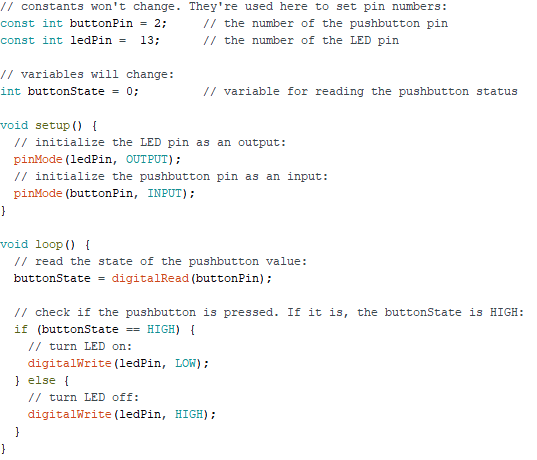 // constants won't change. They're used here to set pin numbers:
const int buttonPin = 2;     // the number of the pushbutton pin
const int ledPin =  13;      // the number of the LED pin

// variables will change:
int buttonState = 0;         // variable for reading the pushbutton status

void setup() {
  // initialize the LED pin as an output:
  pinMode(ledPin, OUTPUT);
  // initialize the pushbutton pin as an input:
  pinMode(buttonPin, INPUT);
}

void loop() {
  // read the state of the pushbutton value:
  buttonState = digitalRead(buttonPin);

  // check if the pushbutton is pressed. If it is, the buttonState is HIGH:
  if (buttonState == HIGH) {
    // turn LED on:
    digitalWrite(ledPin, LOW);
  } else {
    // turn LED off:
    digitalWrite(ledPin, HIGH);
  }
}